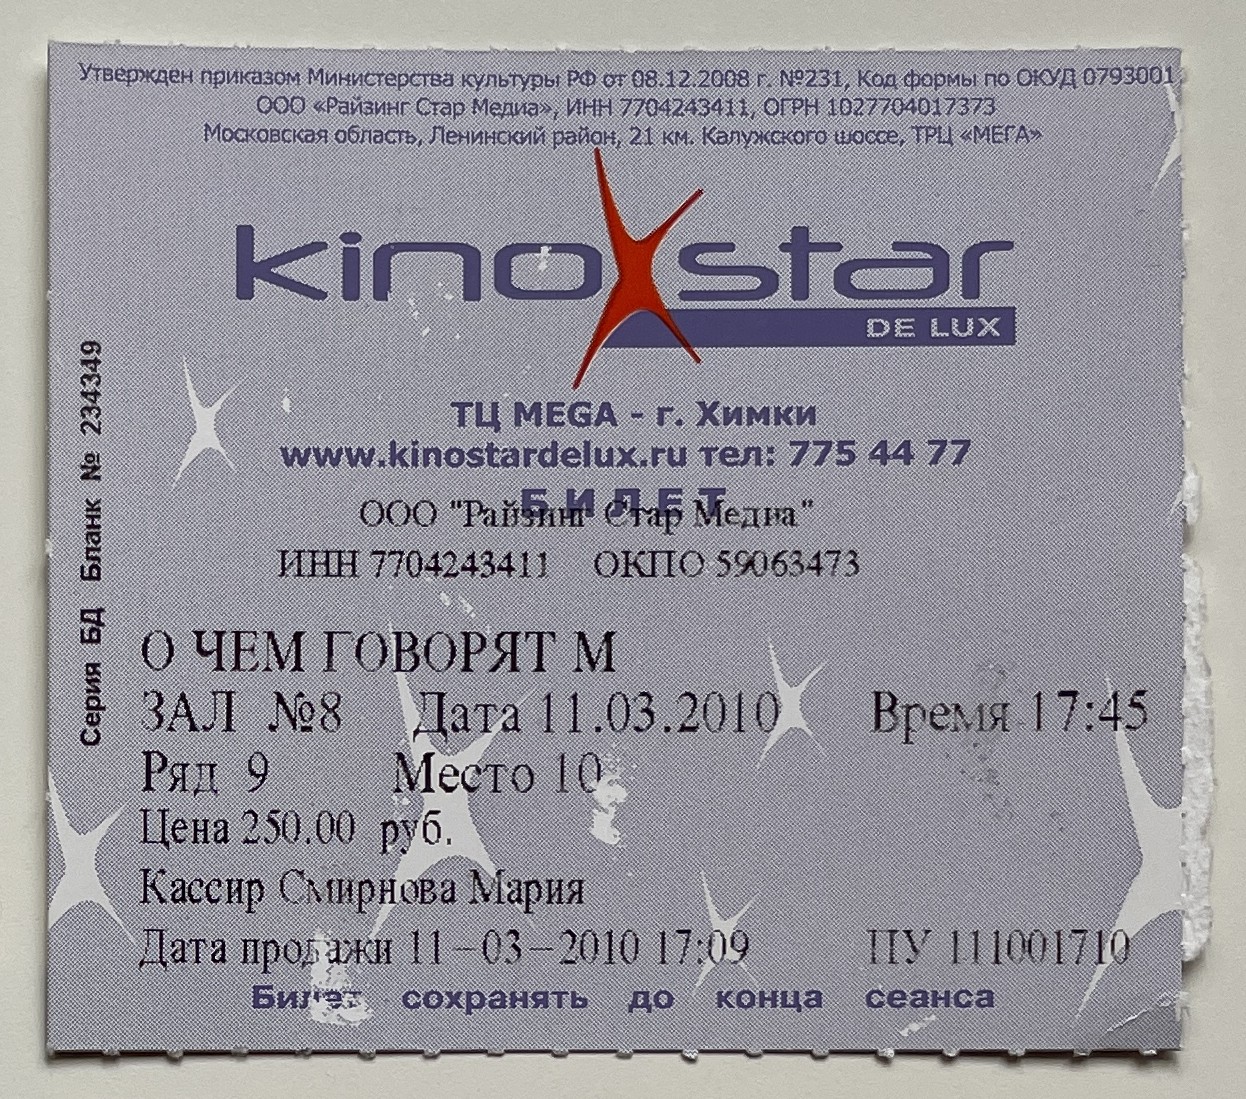 Утвержден приказом Министерства культуры РФ от 08.12.2008 г. №231, Код формы по ОКУД 0793001
ООО «Райзинг Стар Медиа», ИНН 7704243411, ОГРН 1027704017373
Московская область, Ленинский район, 21 км. Калужского шоссе, ТРЦ «МЕГА»
kinostar
DE LUX
ТЦ MEGA - г. Химки
www.kinostardelux.ru тел: 775 44 77
БИЛЕТ
ООО "Райзинг Стар Медиа"
ИНН 7704243411 ОКПО 59063473
О ЧЕМ ГОВОРЯТ М
ЗАЛ №8 Дата 11.03.2010 Время 17:45
Ряд 9 Место 10
Цена 250.00 руб.
Кассир Смирнова Мария
Дата продажи 11-03-2010 17:09 ПУ 111001710
Билет сохранять до конца сеанса
Серия БД Бланк № 234349